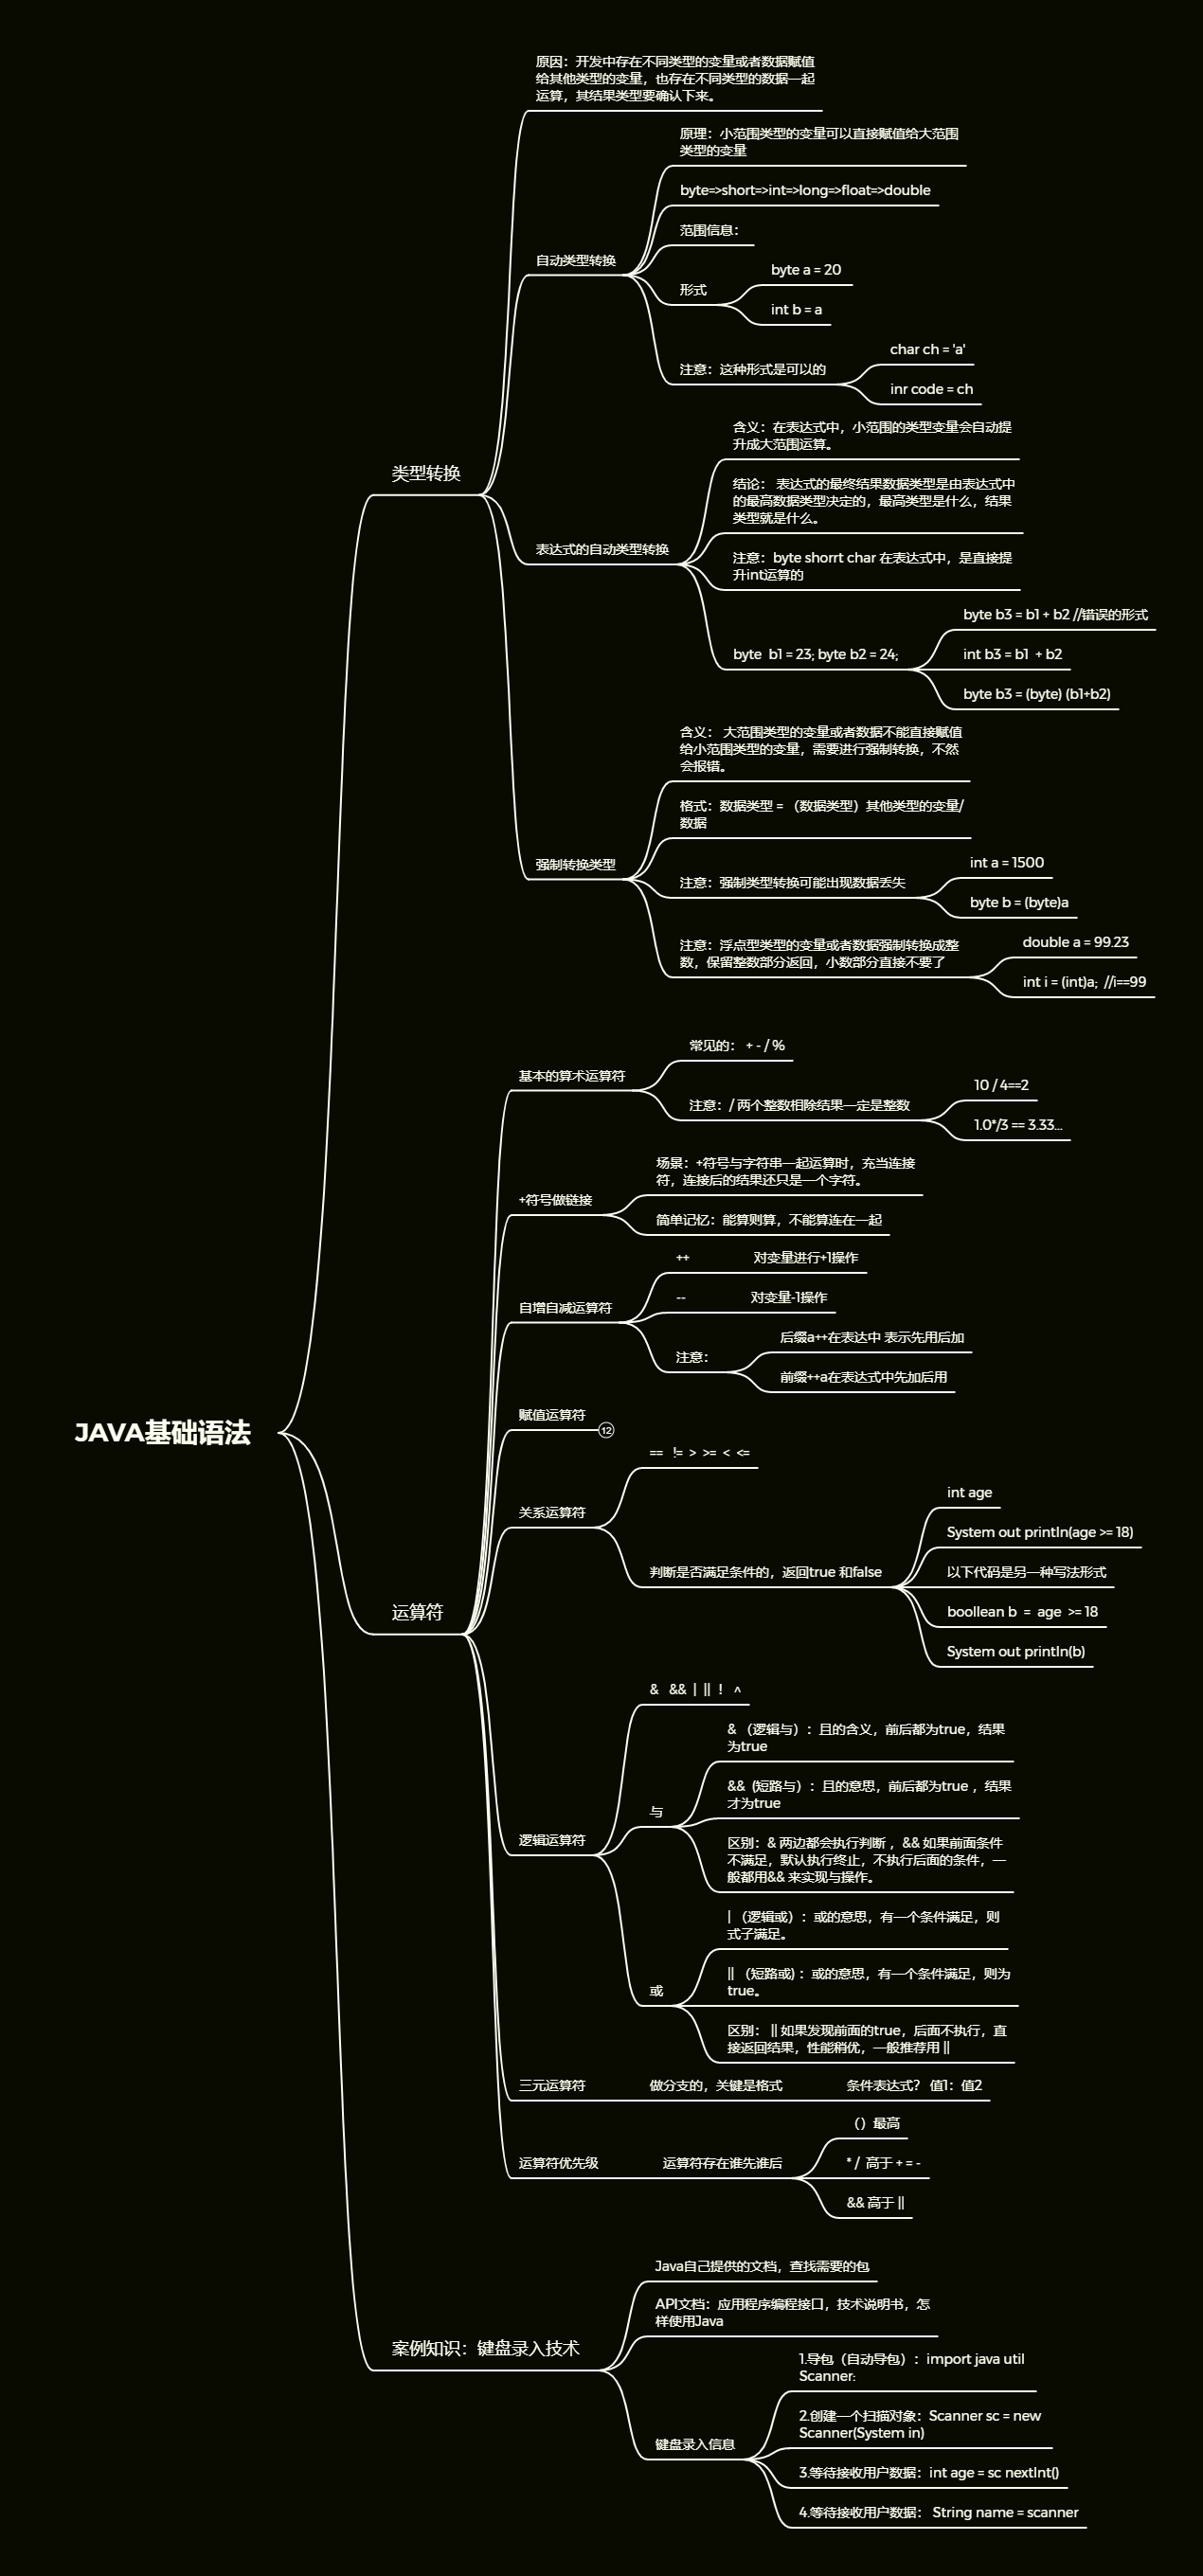 原因：开发中存在不同类型的变量或者数据赋值
给其他类型的变量，也存在不同类型的数据一起
运算，其结果类型要确认下来。
原理：小范围类型的变量可以直接赋值给大范围
类型的变量
byte=>short=>int=>long=>float=>double
范围信息：
自动类型转换
byte a = 20
形式
int b = a
char ch = 'a'
注意：这种形式是可以的
inr code = ch
含义：在表达式中，小范围的类型变量会自动提
升成大范围运算。
类型转换
结论： 表达式的最终结果数据类型是由表达式中
的最高数据类型决定的，最高类型是什么，结果
类型就是什么。
表达式的自动类型转换
注意：byte shorrt char 在表达式中，是直接提
升int运算的
byte b3 = b1 + b2 //错误的形式
byte  b1 = 23; byte b2 = 24;
int b3 = b1  + b2
byte b3 = (byte) (b1+b2)
含义： 大范围类型的变量或者数据不能直接赋值
给小范围类型的变量，需要进行强制转换，不然
会报错。
格式：数据类型 = （数据类型）其他类型的变量/
数据
强制转换类型
int a = 1500
注意：强制类型转换可能出现数据丢失
byte b = (byte)a
注意：浮点型类型的变量或者数据强制转换成整
数，保留整数部分返回，小数部分直接不要了
double a = 99.23
int i = (int)a;  //i==99
常见的： + - / %
基本的算术运算符
10 / 4==2
注意：/ 两个整数相除结果一定是整数
1.0*/3 == 3.33...
场景：+符号与字符串一起运算时，充当连接
符，连接后的结果还只是一个字符。
+符号做链接
简单记忆：能算则算，不能算连在一起
++ 对变量进行+1操作
-- 对变量-1操作
自增自减运算符
后缀a++在表达中 表示先用后加
注意：
前缀++a在表达式中先加后用
赋值运算符 12
JAVA基础语法
==   !=  >  >=  <  <=
关系运算符
int age
System out println(age >= 18)
判断是否满足条件的，返回true 和false
以下代码是另一种写法形式
boollean b  =  age  >= 18
System out println(b)
运算符
&   &&  |  ||  !   ^
& （逻辑与）：且的含义，前后都为true，结果
为true
&&  (短路与）：且的意思，前后都为true ，结果
才为true
与
区别：& 两边都会执行判断 ，&& 如果前面条件
不满足，默认执行终止，不执行后面的条件，一
般都用&& 来实现与操作。
逻辑运算符
| （逻辑或）：或的意思，有一个条件满足，则
式子满足。
|| （短路或)：或的意思，有一个条件满足，则为
true。
或
区别： || 如果发现前面的true，后面不执行，直
接返回结果，性能稍优，一般推荐用 ||
三元运算符 做分支的，关键是格式 条件表达式？ 值1：值2
（）最高
运算符优先级 运算符存在谁先谁后
* /  高于 + = -
&& 高于 ||
Java自己提供的文档，查找需要的包
API文档：应用程序编程接口，技术说明书，怎
样使用Java
案例知识：键盘录入技术
1.导包（自动导包）：import java util
Scanner:
2.创建一个扫描对象：Scanner sc = new
Scanner(System in)
键盘录入信息
3.等待接收用户数据：int age = sc nextInt()
4.等待接收用户数据： String name = scanner